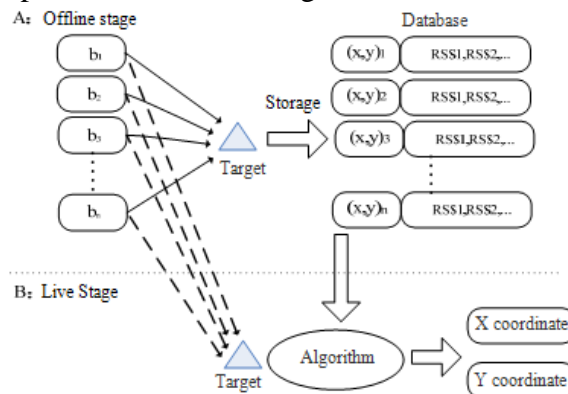 A: Offline stage
Database
b1
b2
b3
bn
Target
Storage
(x,y)1 RSS1,RSS2,...
(x,y)2 RSS1,RSS2,...
(x,y)3 RSS1,RSS2,...
(x,y)n RSS1,RSS2,...
B: Live Stage
Target
Algorithm
X coordinate
Y coordinate